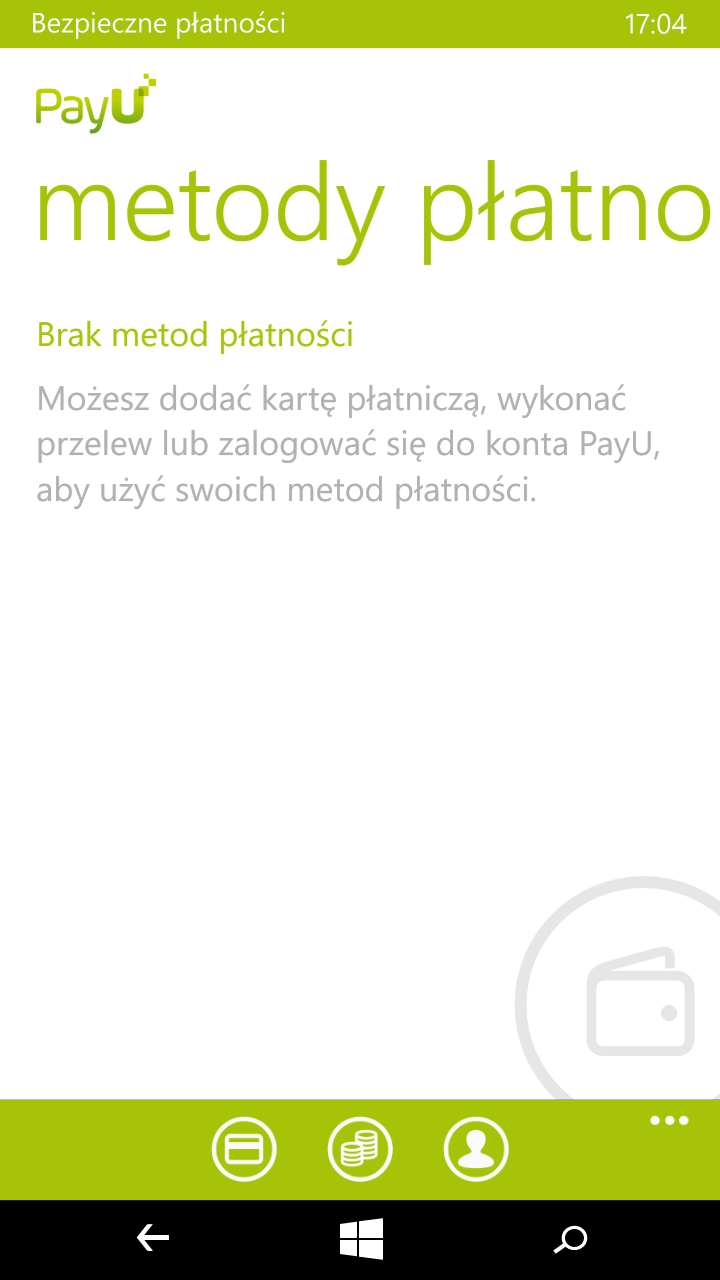 Bezpieczne płatności 17:04
PayU
metody płatno
Brak metod płatności
Możesz dodać kartę płatniczą, wykonać
przelew lub zalogować się do konta PayU,
aby użyć swoich metod płatności.